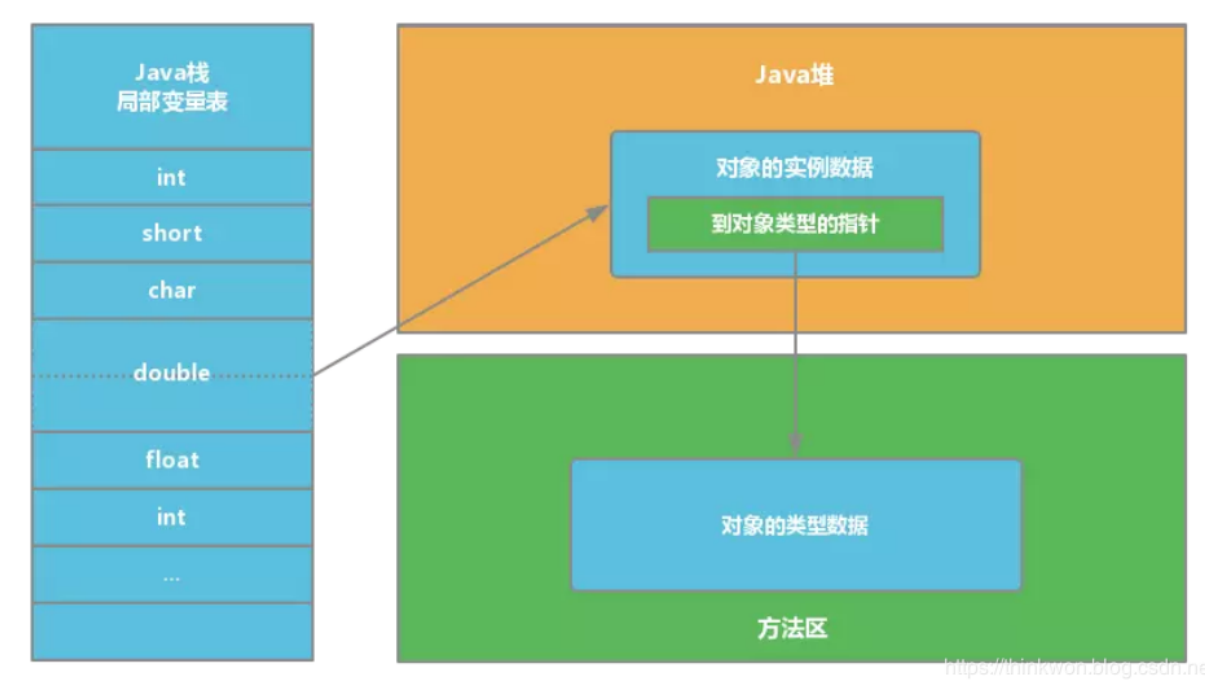 Java栈
局部变量表
int
short
char
double
float
int
...
Java堆
对象的实例数据
到对象类型的指针
对象的类型数据
方法区
https://thinkwon.blog.csdn.ne